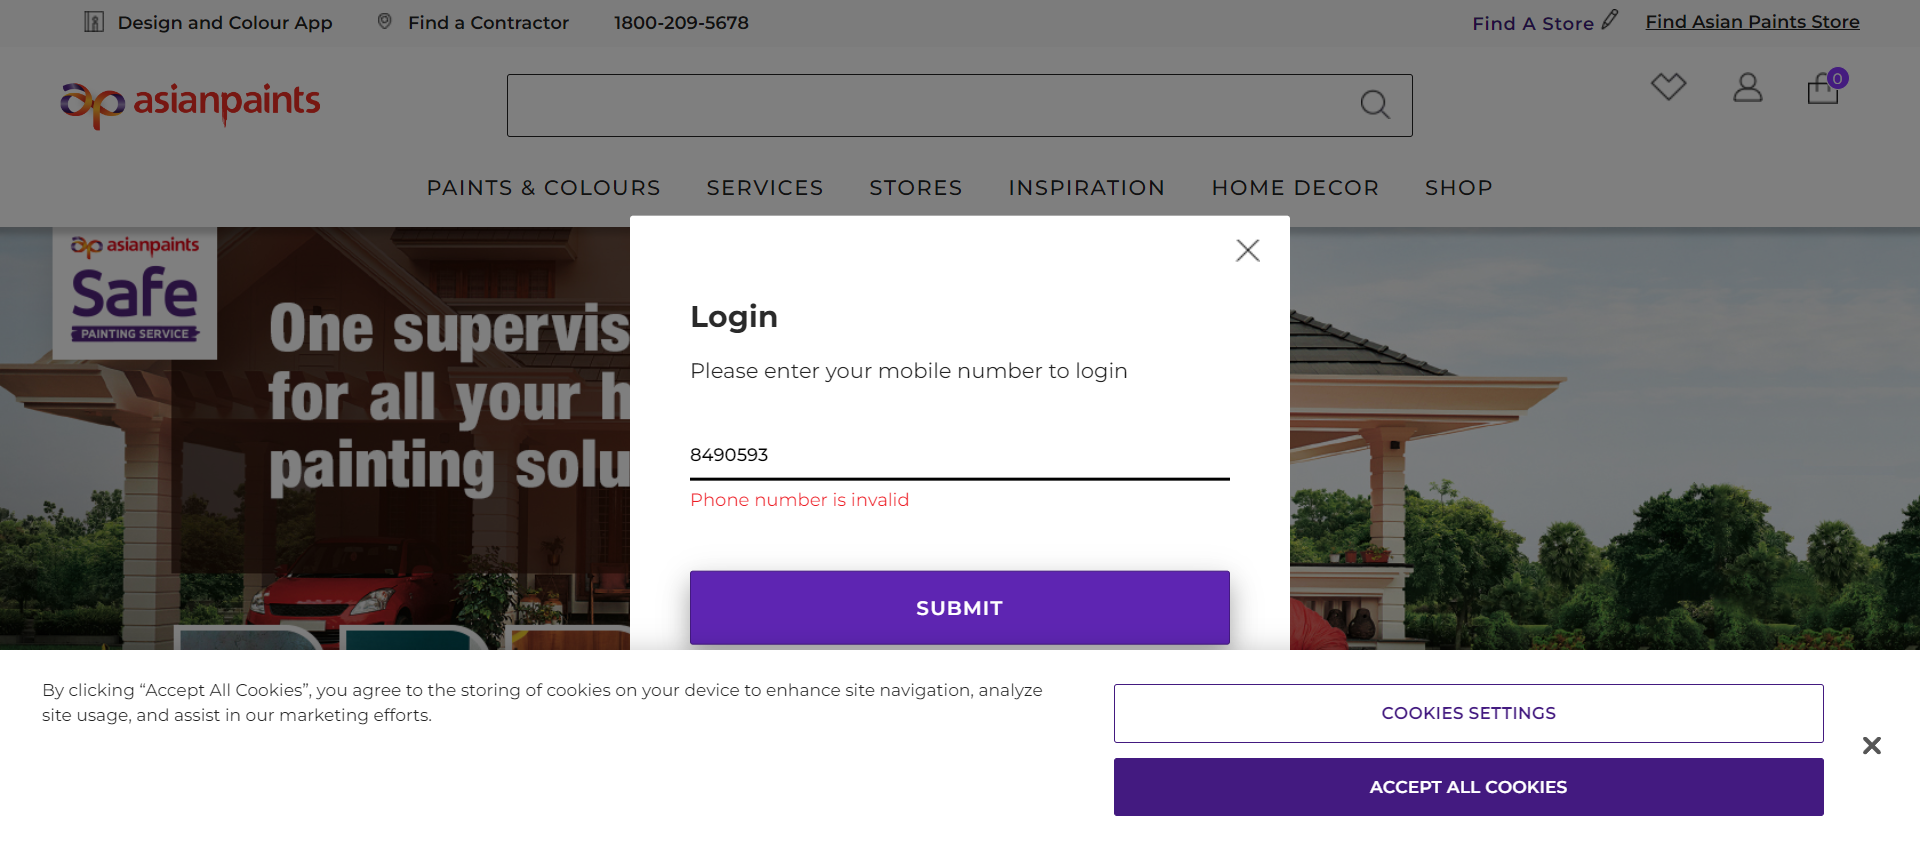 Design and Colour App
Find a Contractor
1800-209-5678
Find A Store
Find Asian Paints Store
ap asianpaints
0
PAINTS & COLOURS
SERVICES
STORES
INSPIRATION
HOME DECOR
SHOP
ap asianpaints
Safe
PAINTING SERVICE
One supervis
for all your h
painting solu
Login
Please enter your mobile number to login
8490593
Phone number is invalid
SUBMIT
By clicking “Accept All Cookies”, you agree to the storing of cookies on your device to enhance site navigation, analyze
site usage, and assist in our marketing efforts.
COOKIES SETTINGS
ACCEPT ALL COOKIES